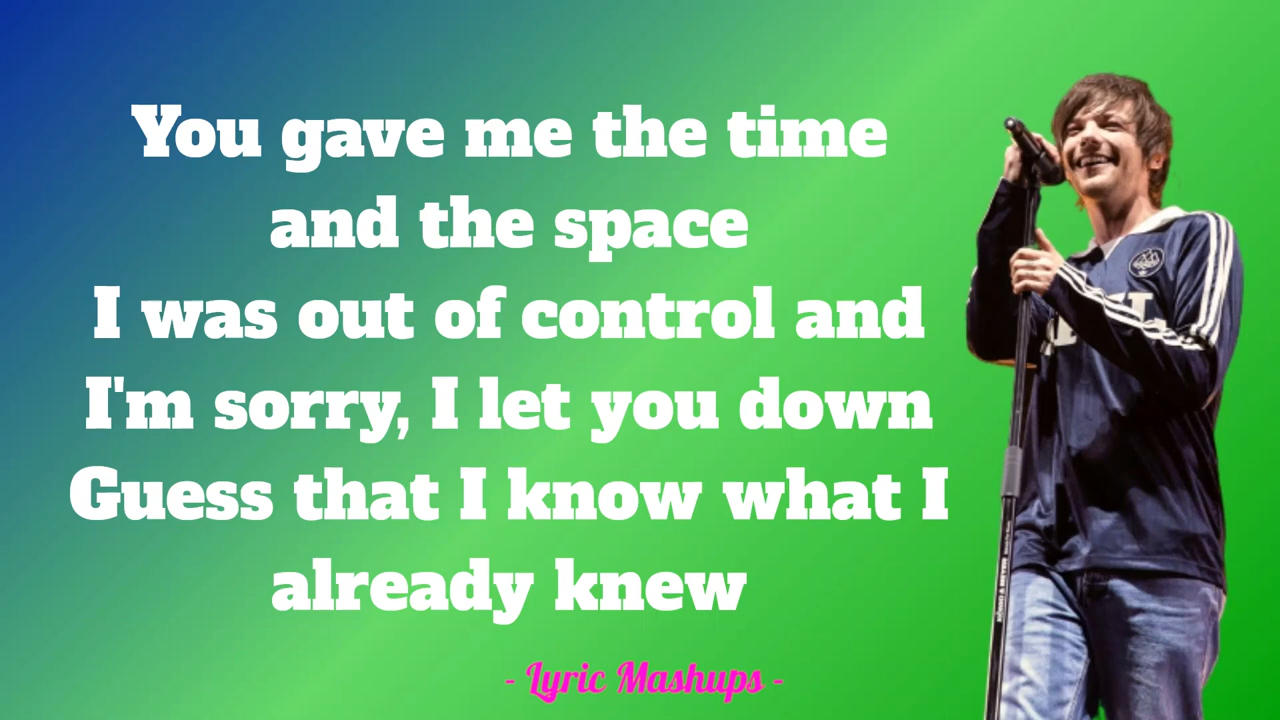 You gave me the time
and the space
I was out of control and
I'm sorry, I let you down
Guess that I know what I
already knew
- Lyric Mashups -